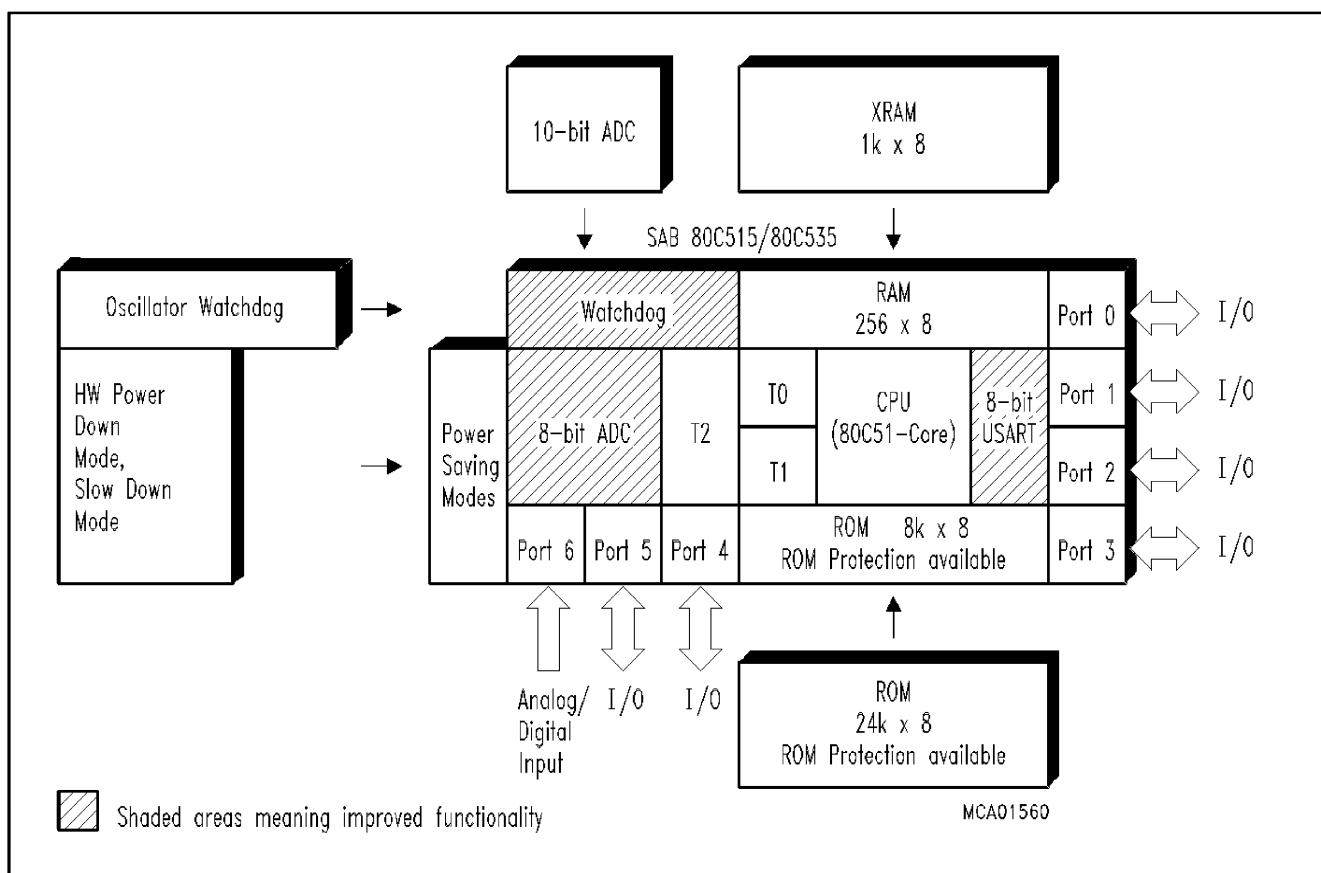 10-bit ADC
XRAM
1k x 8
SAB 80C515/80C535
Oscillator Watchdog
HW Power
Down
Mode,
Slow Down
Mode
Power
Saving
Modes
Watchdog
RAM
256 x 8
Port 0
I/O
8-bit ADC
T2
T0
T1
CPU
(80C51-Core)
8-bit
USART
Port 1
I/O
Port 2
I/O
Port 6
Port 5
Port 4
ROM 8k x 8
ROM Protection available
Port 3
I/O
Analog/
Digital
Input
I/O
I/O
ROM
24k x 8
ROM Protection available
MCA01560
Shaded areas meaning improved functionality